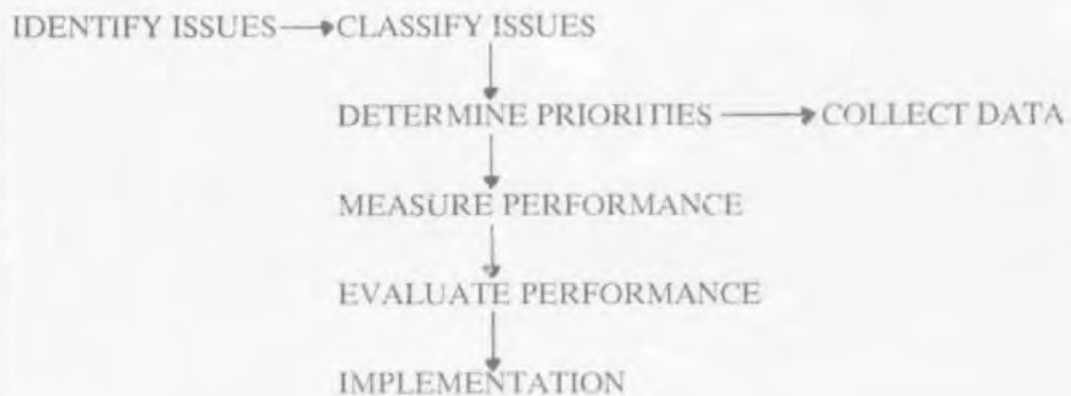 IDENTIFY ISSUES CLASSIFY ISSUES
DETERMINE PRIORITIES COLLECT DATA
MEASURE PERFORMANCE
EVALUATE PERFORMANCE
IMPLEMENTATION